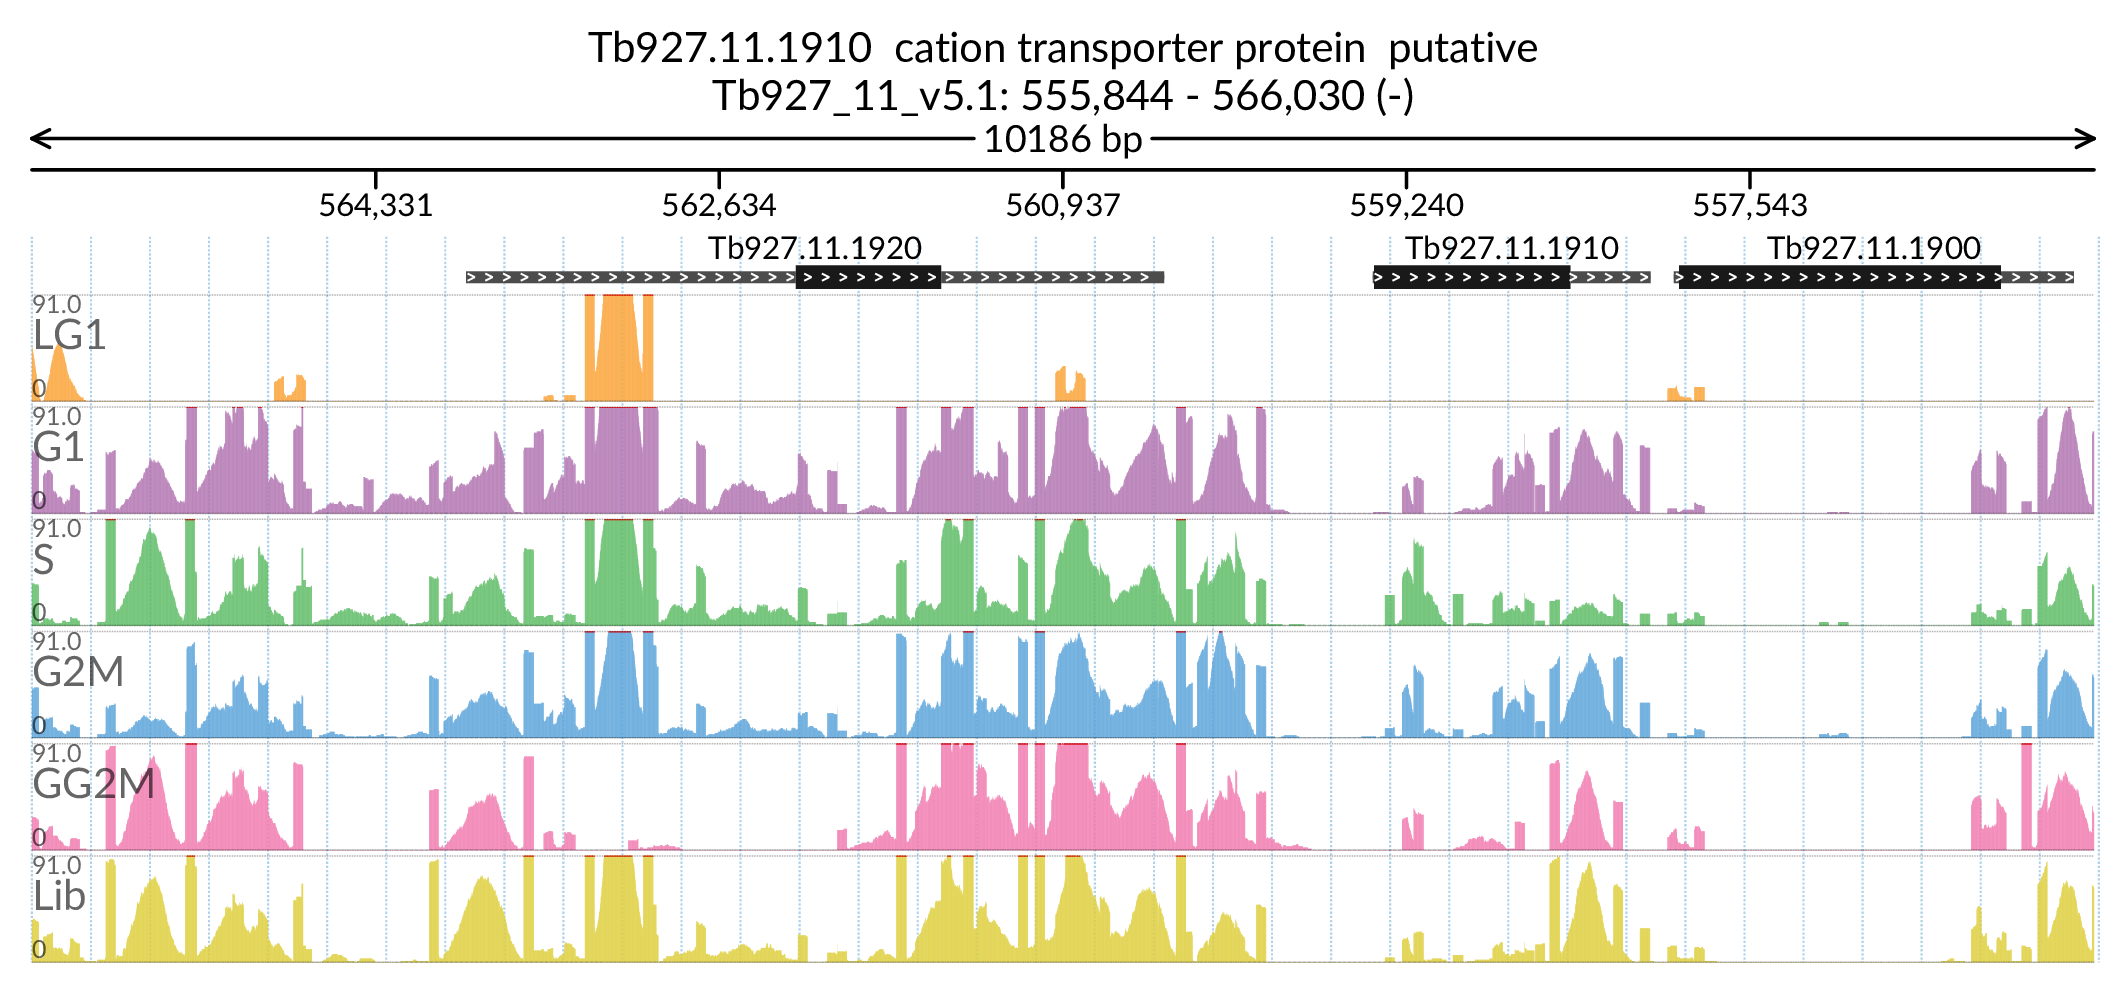 Tb927.11.1910  cation transporter protein  putative
Tb927_11_v5.1: 555,844 - 566,030 (-)
10186 bp
564,331 562,634 560,937 559,240 557,543
Tb927.11.1920 Tb927.11.1910 Tb927.11.1900
91.0
LG1
0
91.0
G1
0
91.0
S
0
91.0
G2M
0
91.0
GG2M
0
91.0
Lib
0